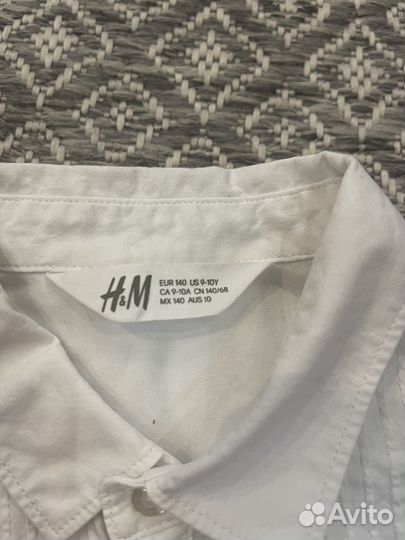 H&M
EUR 140 US 9-10Y
CA 9-10A CN 140/68
MX 140 AUS 10
Avito